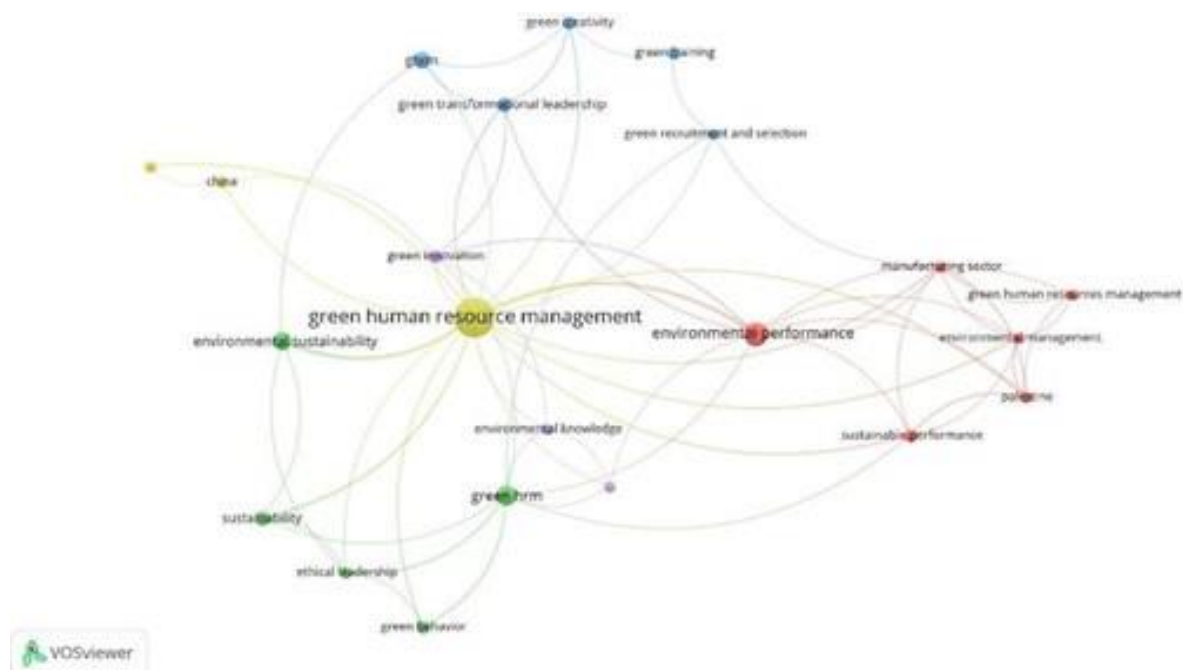 green creativity
green training
ghrm
green transformational leadership
green recruitment and selection
china
green innovation
manufacturing sector
green human resources management
green human resource management
environmental performance
environmental sustainability
environmental management
palestine
environmental knowledge
sustainable performance
green hrm
sustainability
ethical leadership
green behavior
VOSviewer